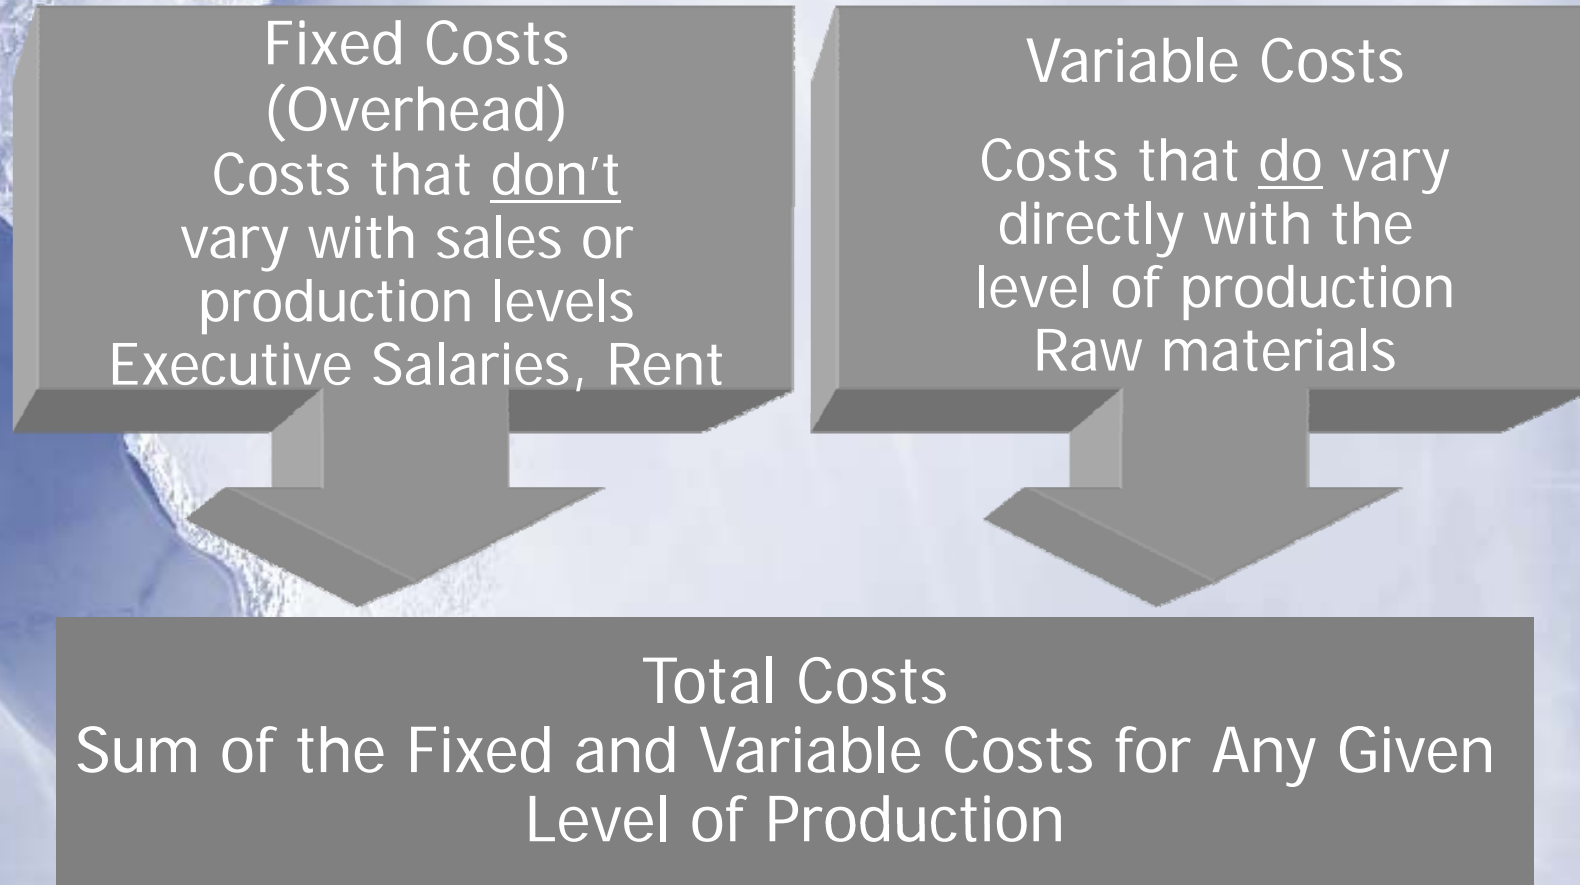 Fixed Costs
(Overhead)
Costs that don't
vary with sales or
production levels
Executive Salaries, Rent
Variable Costs
Costs that do vary
directly with the
level of production
Raw materials
Total Costs
Sum of the Fixed and Variable Costs for Any Given
Level of Production